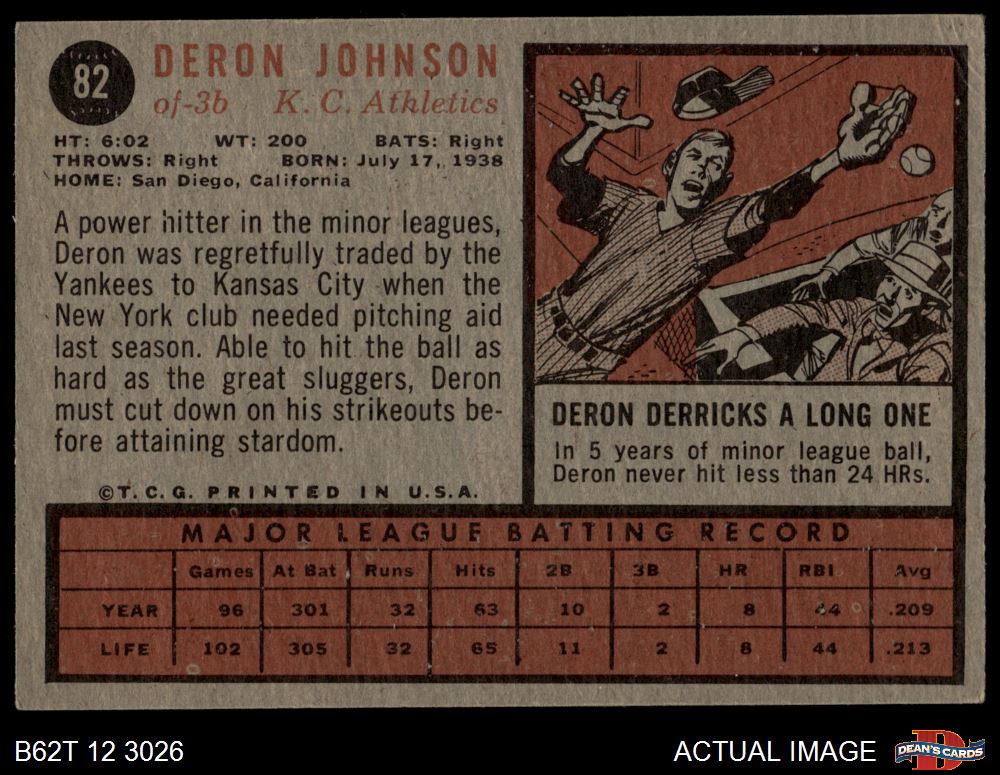 82
DERON JOHNSON
of-3b K. C. Athletics
HT: 6:02 WT: 200 BATS: Right
THROWS: Right BORN: July 17, 1938
HOME: San Diego, California
A power hitter in the minor leagues,
Deron was regretfully traded by the
Yankees to Kansas City when the
New York club needed pitching aid
last season. Able to hit the ball as
hard as the great sluggers, Deron
must cut down on his strikeouts be-
fore attaining stardom.
©T. C. G. PRINTED IN U.S.A.
DERON DERRICKS A LONG ONE
In 5 years of minor league ball,
Deron never hit less than 24 HRs.
MAJOR LEAGUE BATTING RECORD
Games At Bat Runs Hits 2B 3B HR RBI Avg
YEAR 96 301 32 63 10 2 8 44 .209
LIFE 102 305 32 65 11 2 8 44 .213
B62T 12 3026
ACTUAL IMAGE
D
DEAN'S CARDS